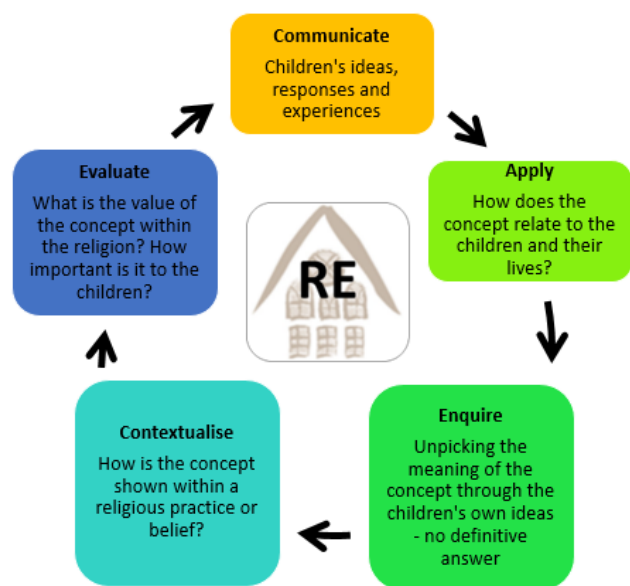 Communicate
Children's ideas,
responses and
experiences
Apply
How does the
concept relate to the
children and their
lives?
Enquire
Unpicking the
meaning of the
concept through the
children's own ideas
- no definitive
answer
Contextualise
How is the concept
shown within a
religious practice or
belief?
Evaluate
What is the value of
the concept within
the religion? How
important is it to the
children?
RE